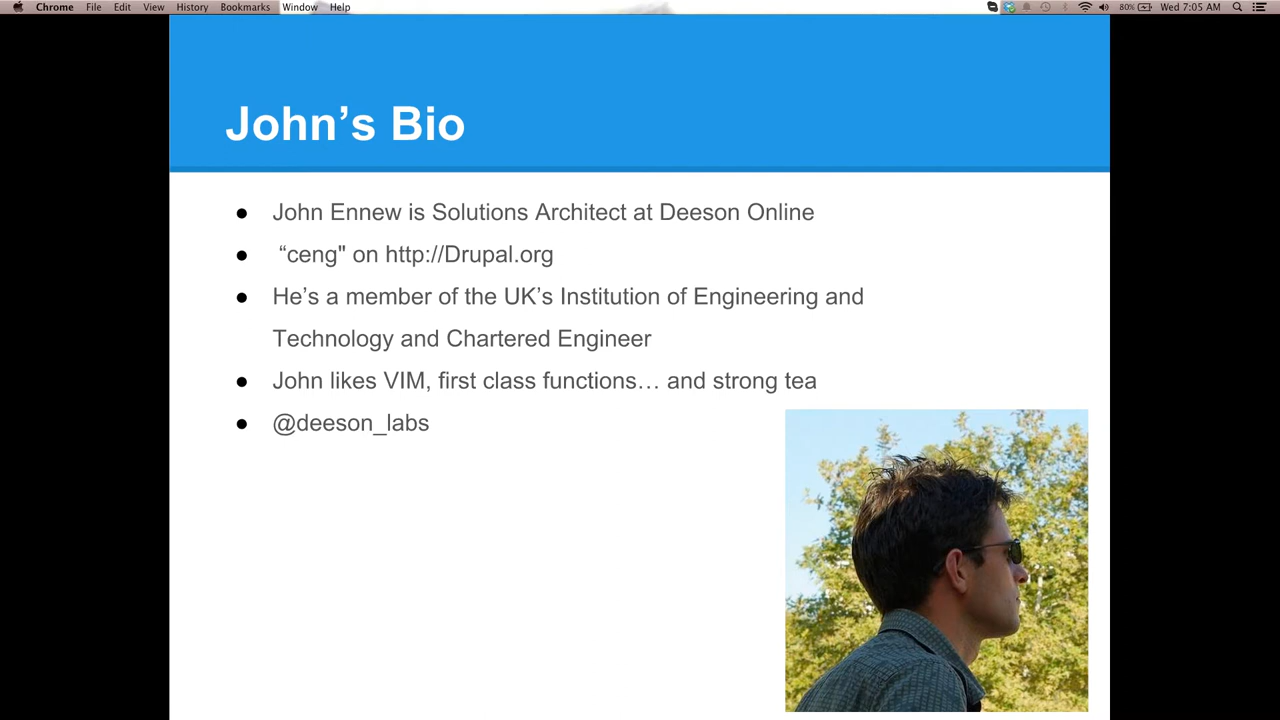 Chrome File Edit View History Bookmarks Window Help 80% Wed 7:05 AM
John’s Bio
● John Ennew is Solutions Architect at Deeson Online
● “ceng" on http://Drupal.org
● He’s a member of the UK’s Institution of Engineering and
Technology and Chartered Engineer
● John likes VIM, first class functions… and strong tea
● @deeson_labs